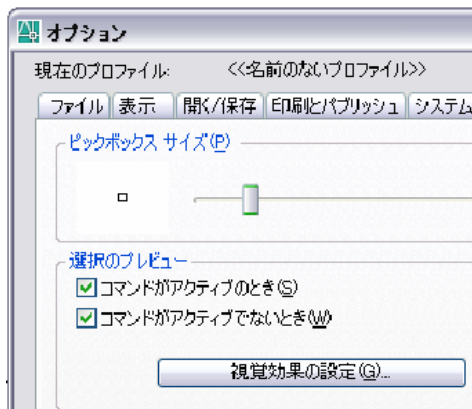 オプション
現在のプロファイル: <<名前のないプロファイル>>
ファイル 表示 開く/保存 印刷とパブリッシュ システム
ピックボックス サイズ(P)
選択のプレビュー
コマンドがアクティブのとき(S)
コマンドがアクティブでないとき(W)
視覚効果の設定(G)...